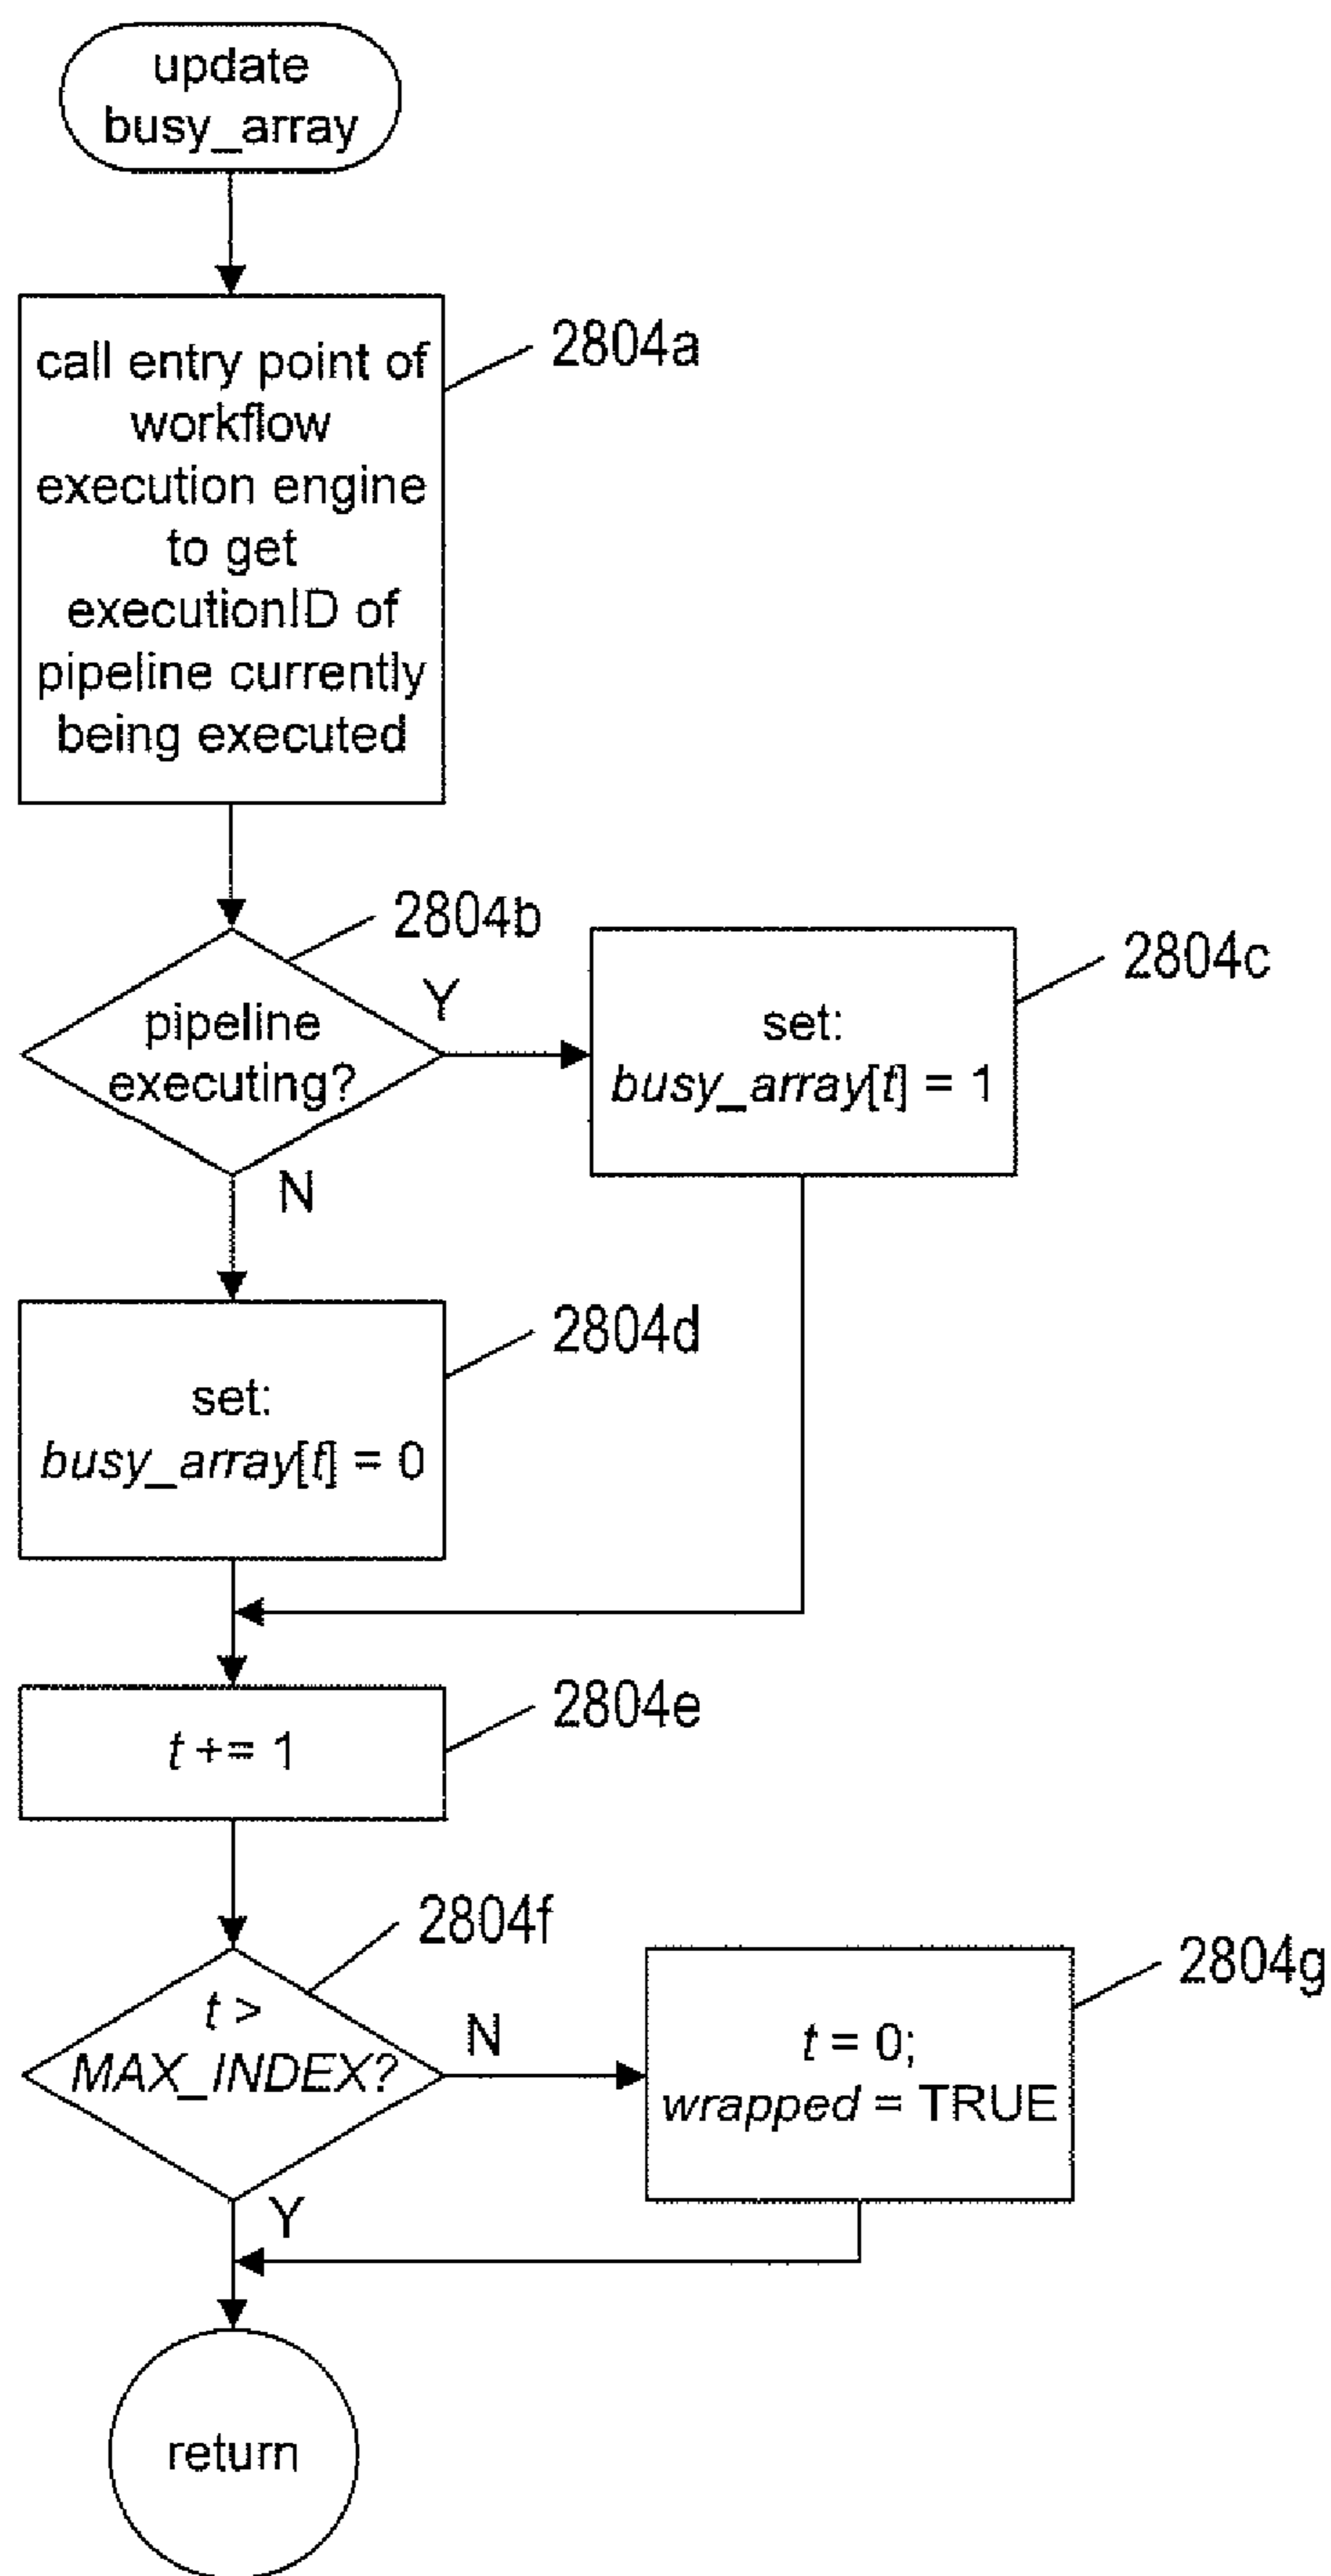 update
busy_array
call entry point of
workflow
execution engine
to get
executionID of
pipeline currently
being executed
2804a
2804b
pipeline
executing?
Y
N
2804c
set:
busy_array[t] = 1
2804d
set:
busy_array[t] = 0
2804e
t += 1
2804f
t >
MAX_INDEX?
N
Y
2804g
t = 0;
wrapped = TRUE
return